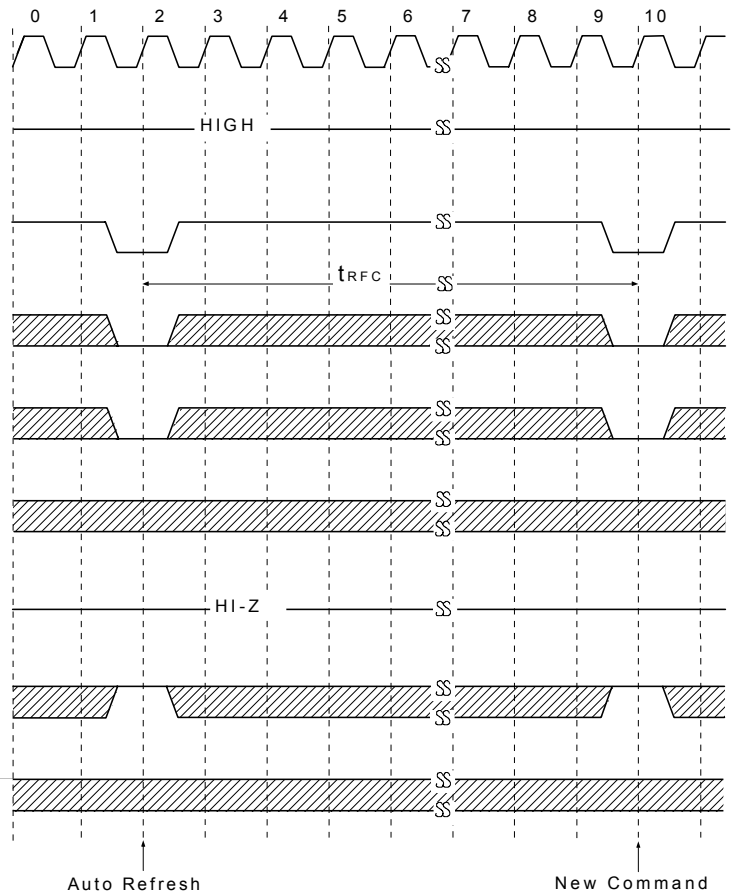 0 1 2 3 4 5 6 7 8 9 10
HIGH
tRFC
HI-Z
Auto Refresh
New Command